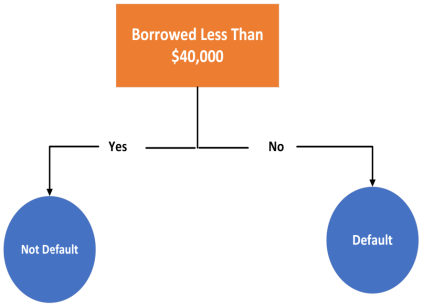 Borrowed Less Than
$40,000
Yes
No
Not Default
Default